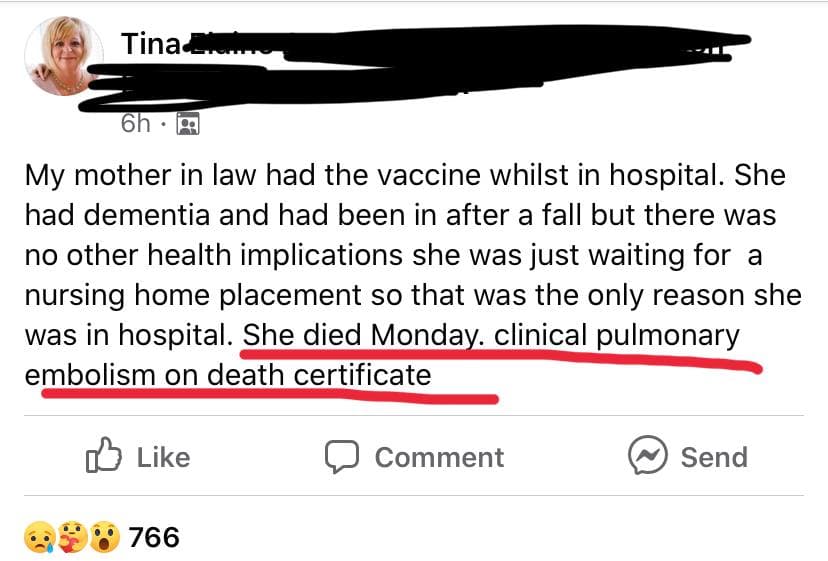 Tina
6h
My mother in law had the vaccine whilst in hospital. She
had dementia and had been in after a fall but there was
no other health implications she was just waiting for a
nursing home placement so that was the only reason she
was in hospital. She died Monday. clinical pulmonary
embolism on death certificate
Like Comment Send
766